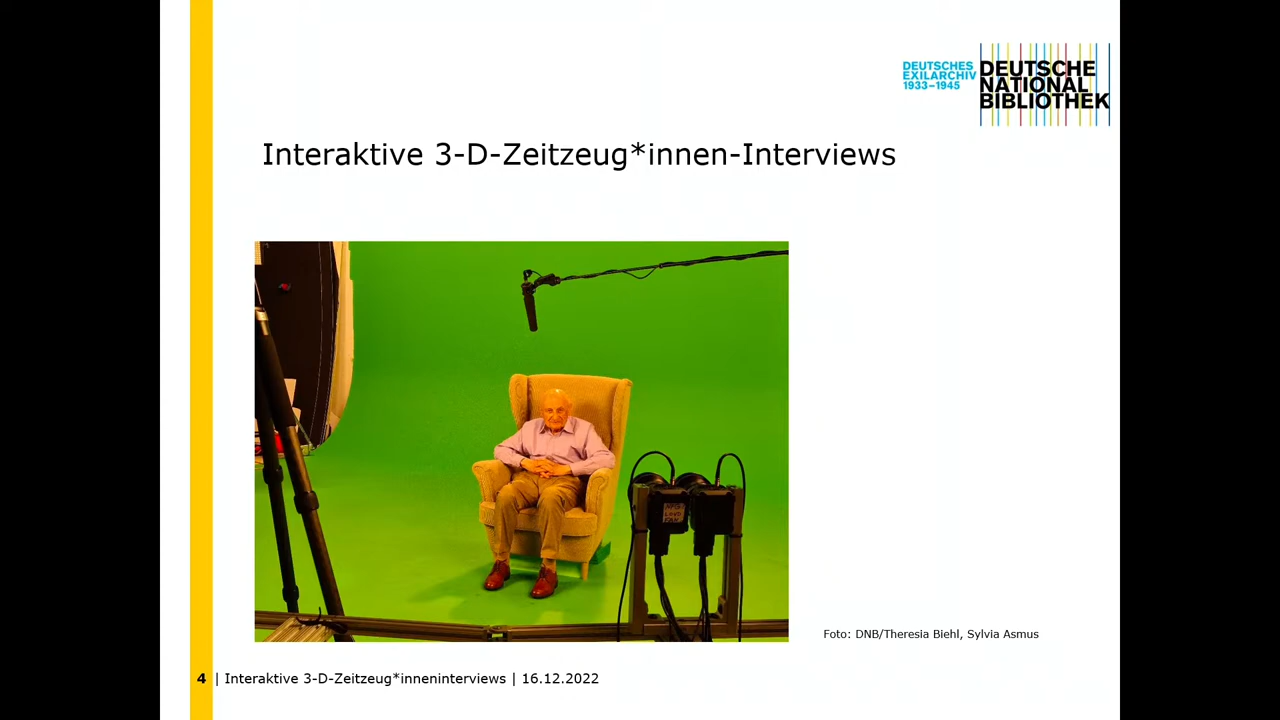 DEUTSCHES
EXILARCHIV
1933–1945
DEUTSCHE
NATIONAL
BIBLIOTHEK
Interaktive 3-D-Zeitzeug*innen-Interviews
Foto: DNB/Theresia Biehl, Sylvia Asmus
4 | Interaktive 3-D-Zeitzeug*inneninterviews | 16.12.2022